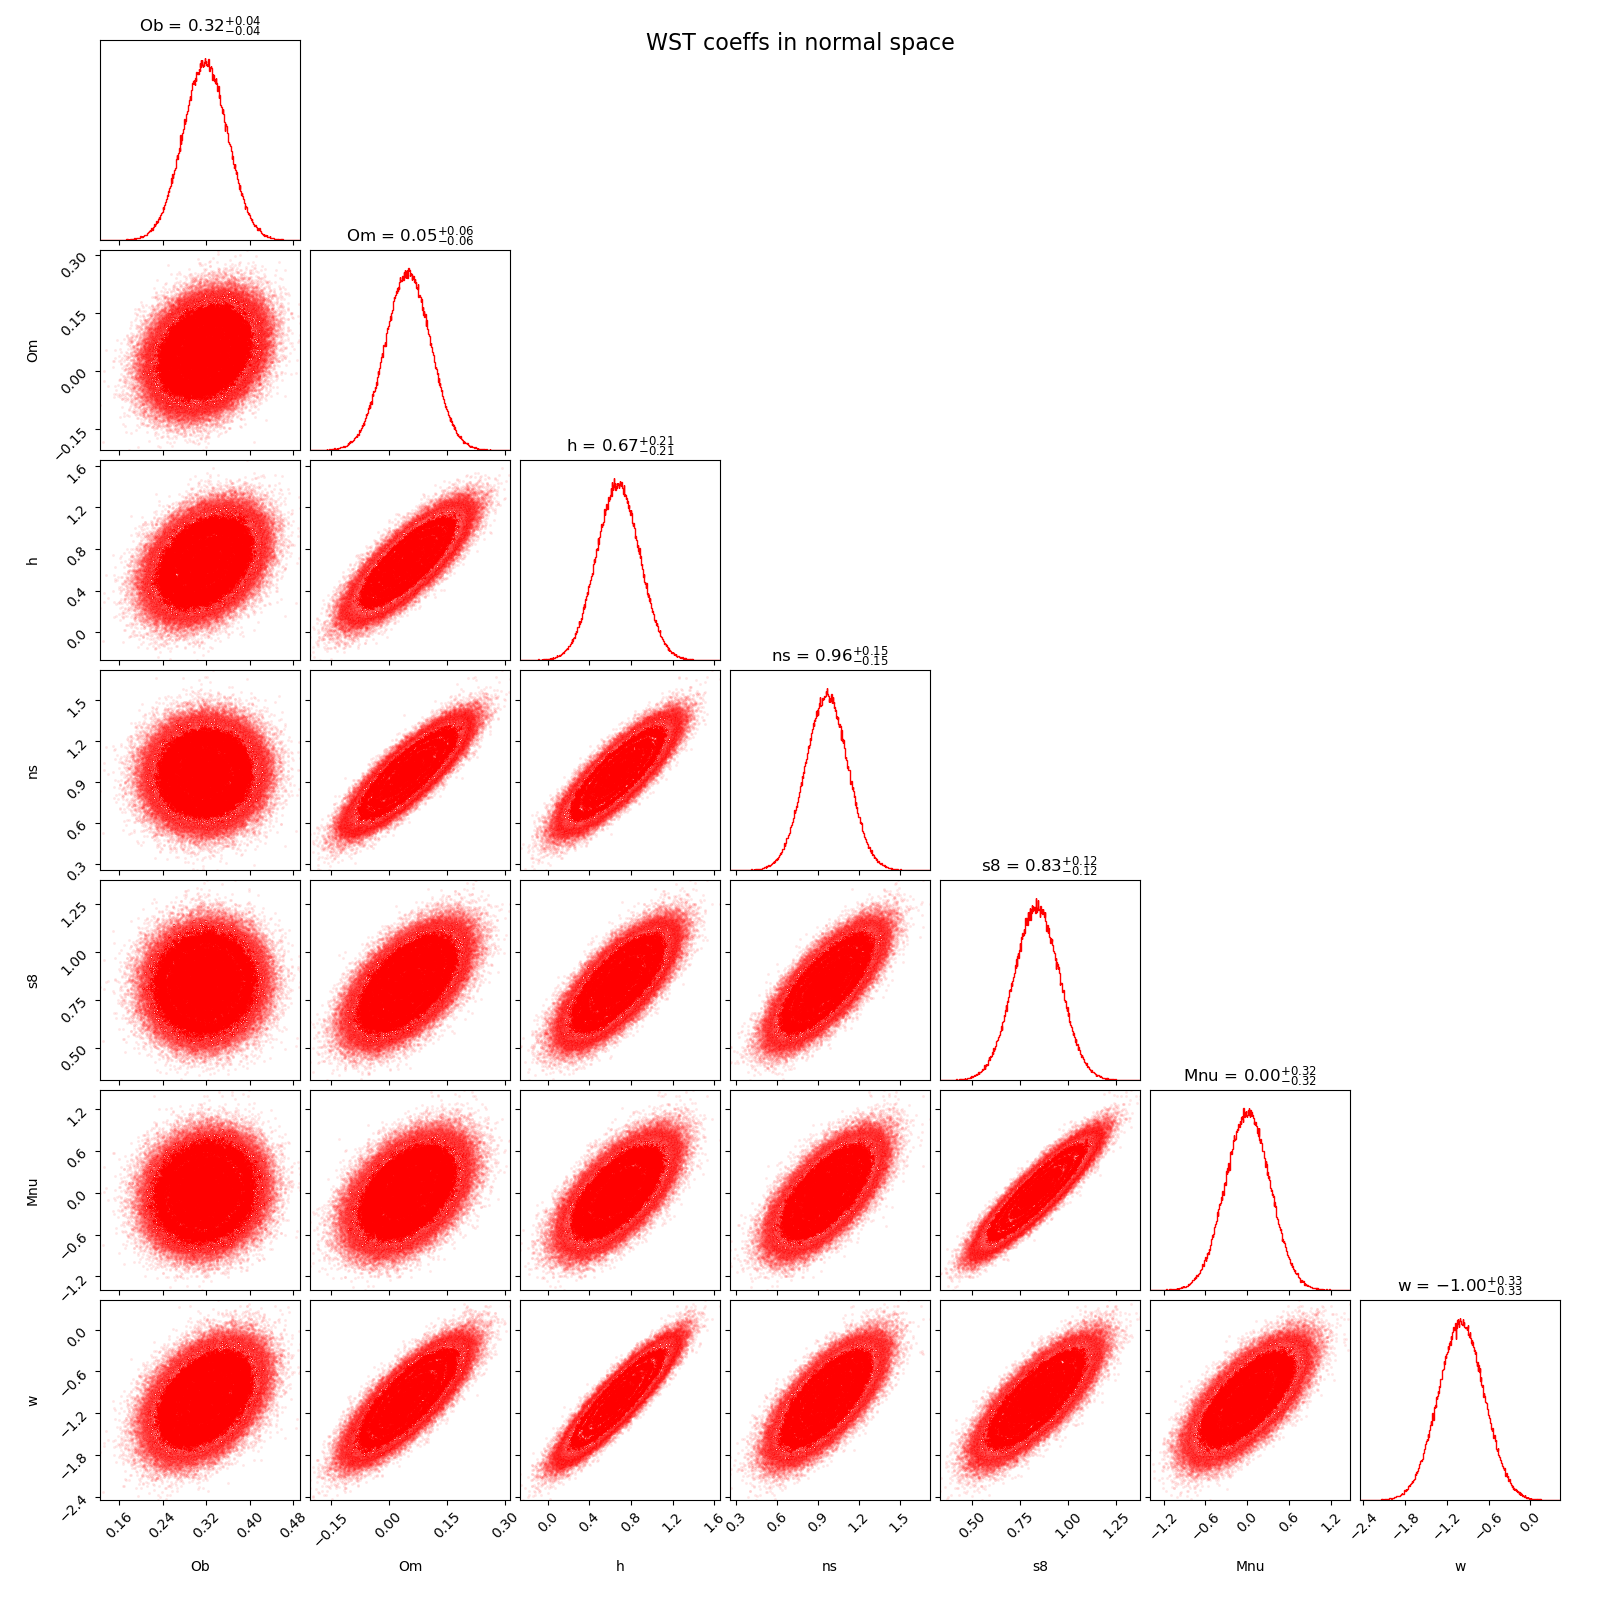 WST coeffs in normal space
Ob = 0.32+0.04−0.04
Om = 0.05+0.06−0.06
0.30
0.15
0.00
−0.15
Om
h = 0.67+0.21−0.21
1.6
1.2
0.8
0.4
0.0
h
ns = 0.96+0.15−0.15
1.5
1.2
0.9
0.6
0.3
ns
s8 = 0.83+0.12−0.12
1.25
1.00
0.75
0.50
s8
Mnu = 0.00+0.32−0.32
1.2
0.6
0.0
−0.6
−1.2
Mnu
w = −1.00+0.33−0.33
0.0
−0.6
−1.2
−1.8
−2.4
w
0.16 0.24 0.32 0.40 0.48 −0.15 0.00 0.15 0.30 0.0 0.4 0.8 1.2 1.6 0.3 0.6 0.9 1.2 1.5 0.50 0.75 1.00 1.25 −1.2 −0.6 0.0 0.6 1.2 −2.4 −1.8 −1.2 −0.6 0.0
Ob Om h ns s8 Mnu w